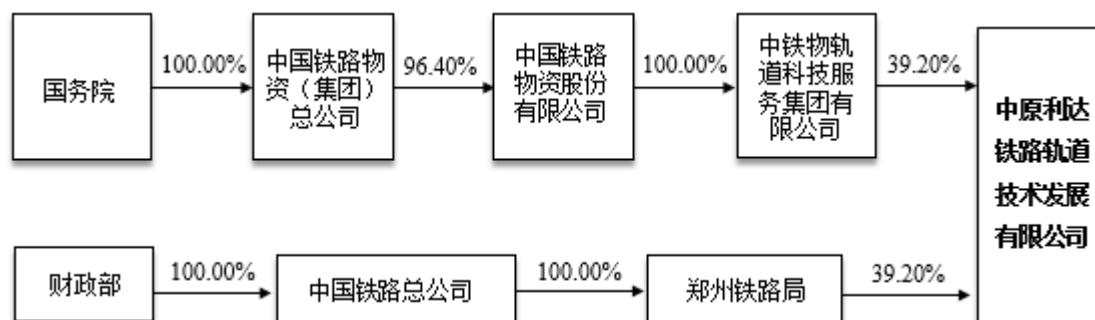 国务院
100.00%
中国铁路物
资（集团）
总公司
96.40%
中国铁路
物资股份
有限公司
100.00%
中铁物轨
道科技服
务集团有
限公司
39.20%
中原利达
铁路轨道
技术发展
有限公司
财政部
100.00%
中国铁路总公司
100.00%
郑州铁路局
39.20%